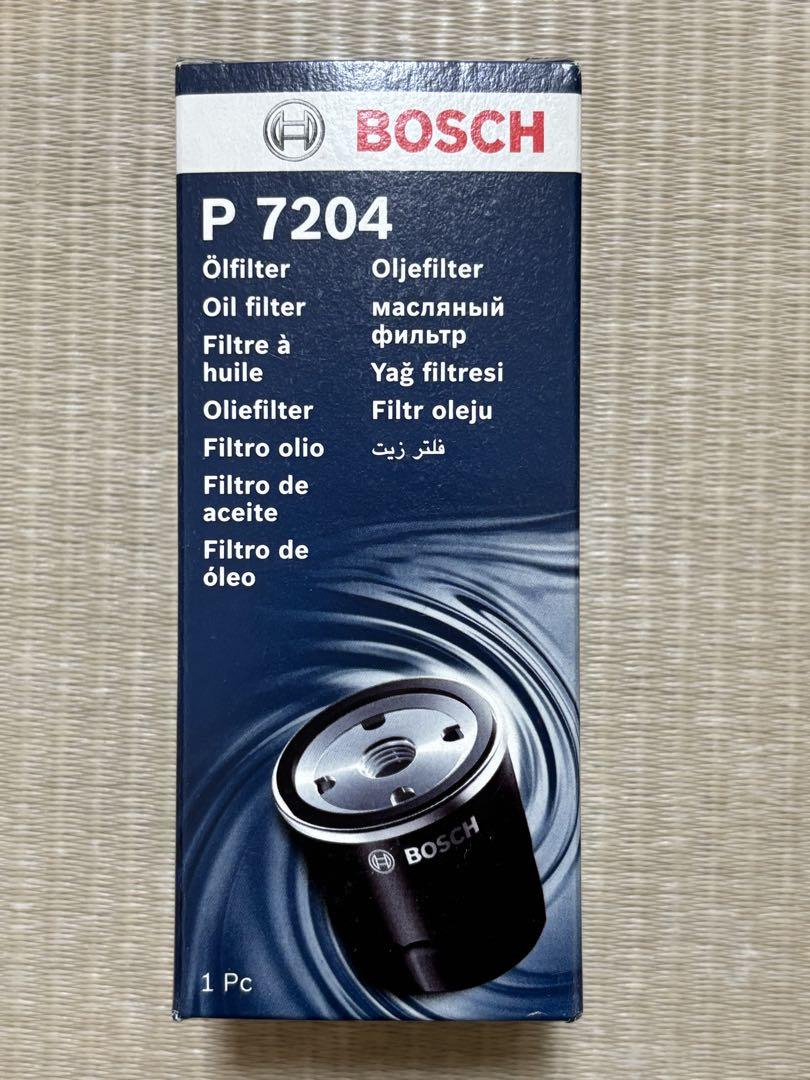 BOSCH
P 7204
Ölfilter
Oil filter
Filtre à
huile
Oliefilter
Filtro olio
Filtro de
aceite
Filtro de
óleo
Oljefilter
масляный
фильтр
Yağ filtresi
Filtr oleju
فلتر زيت
BOSCH
1 Pc